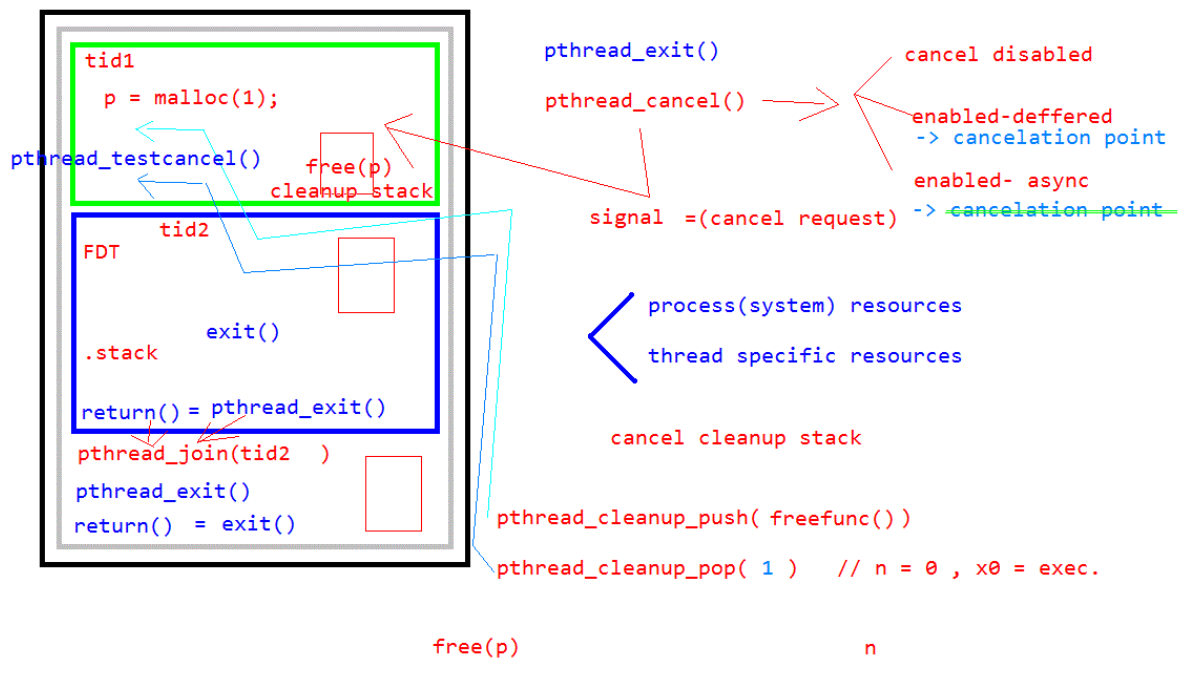 tid1
p = malloc(1);
pthread_testcancel()
free(p)
cleanup stack
tid2
FDT
exit()
.stack
return() = pthread_exit()
pthread_join(tid2 )
pthread_exit()
return() = exit()
pthread_exit()
pthread_cancel()
cancel disabled
enabled-deffered
-> cancelation point
enabled- async
-> cancelation point
signal =(cancel request)
process(system) resources
thread specific resources
cancel cleanup stack
pthread_cleanup_push( freefunc())
pthread_cleanup_pop( 1 ) // n = 0 , x0 = exec.
free(p) n